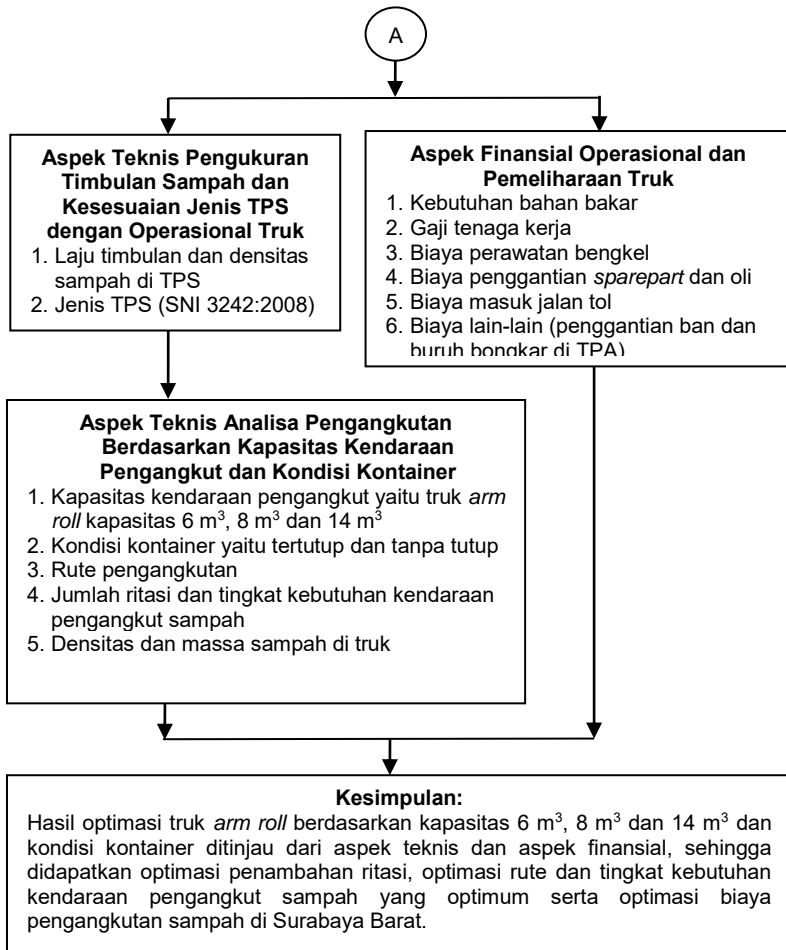 A
Aspek Teknis Pengukuran
Timbulan Sampah dan
Kesesuaian Jenis TPS
dengan Operasional Truk
1. Laju timbulan dan densitas
sampah di TPS
2. Jenis TPS (SNI 3242:2008)
Aspek Finansial Operasional dan
Pemeliharaan Truk
1. Kebutuhan bahan bakar
2. Gaji tenaga kerja
3. Biaya perawatan bengkel
4. Biaya penggantian sparepart dan oli
5. Biaya masuk jalan tol
6. Biaya lain-lain (penggantian ban dan
buruh bongkar di TPA)
Aspek Teknis Analisa Pengangkutan
Berdasarkan Kapasitas Kendaraan
Pengangkut dan Kondisi Kontainer
1. Kapasitas kendaraan pengangkut yaitu truk arm
roll kapasitas 6 m³, 8 m³ dan 14 m³
2. Kondisi kontainer yaitu tertutup dan tanpa tutup
3. Rute pengangkutan
4. Jumlah ritasi dan tingkat kebutuhan kendaraan
pengangkut sampah
5. Densitas dan massa sampah di truk
Kesimpulan:
Hasil optimasi truk arm roll berdasarkan kapasitas 6 m³, 8 m³ dan 14 m³ dan
kondisi kontainer ditinjau dari aspek teknis dan aspek finansial, sehingga
didapatkan optimasi penambahan ritasi, optimasi rute dan tingkat kebutuhan
kendaraan pengangkut sampah yang optimum serta optimasi biaya
pengangkutan sampah di Surabaya Barat.